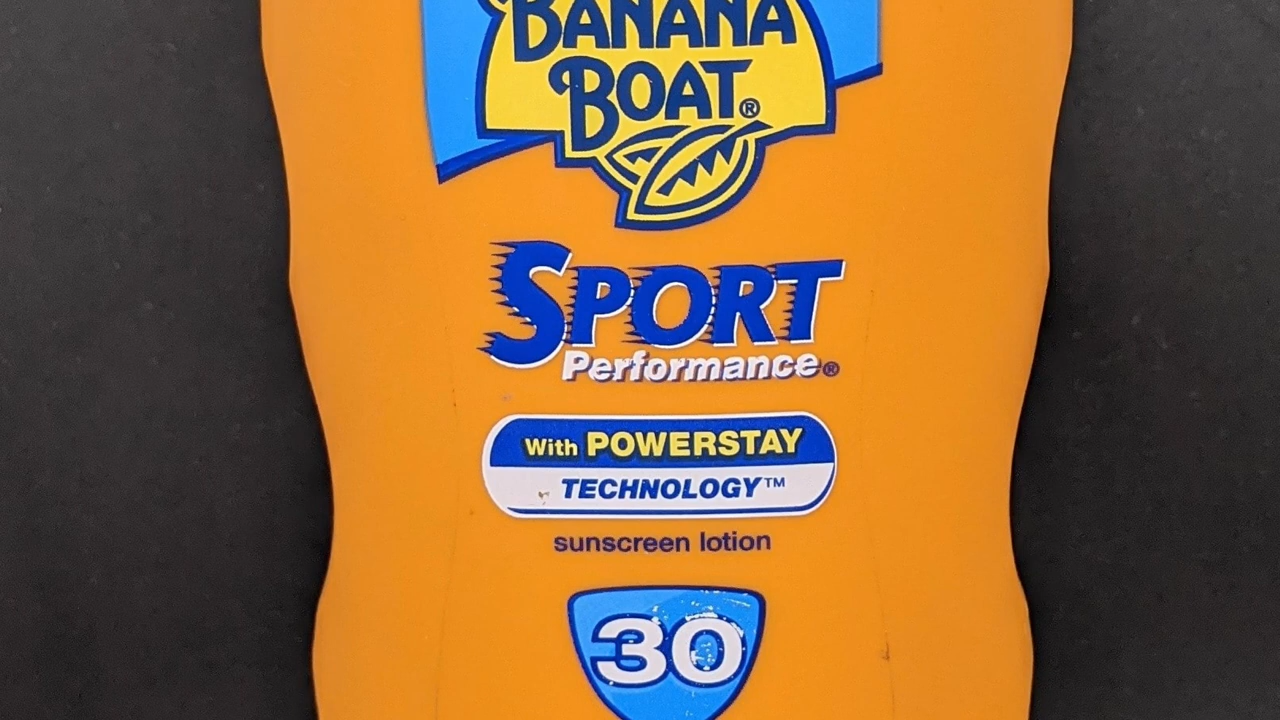 BANANA
BOAT®
SPORT
Performance®
With POWERSTAY
TECHNOLOGY™
sunscreen lotion
30